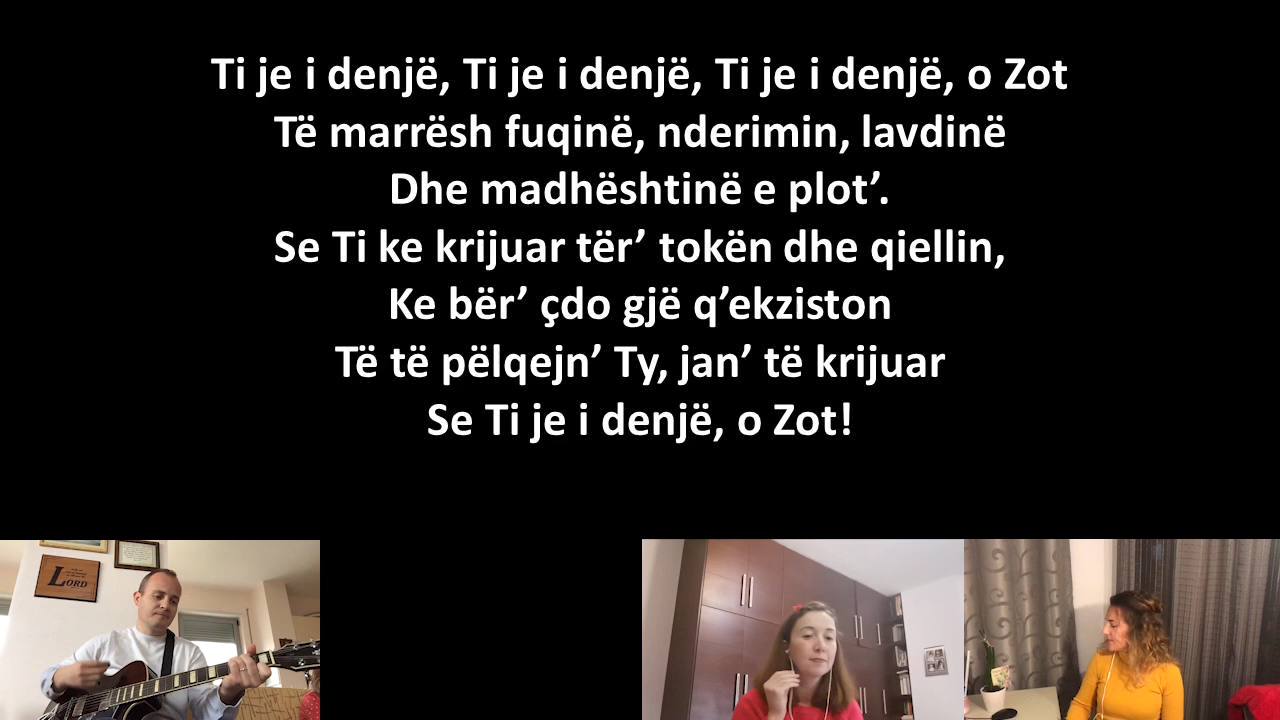 Ti je i denjë, Ti je i denjë, Ti je i denjë, o Zot
Të marrësh fuqinë, nderimin, lavdinë
Dhe madhështinë e plot’.
Se Ti ke krijuar tër’ tokën dhe qiellin,
Ke bër’ çdo gjë q’ekziston
Të të pëlqejn’ Ty, jan’ të krijuar
Se Ti je i denjë, o Zot!
LORD